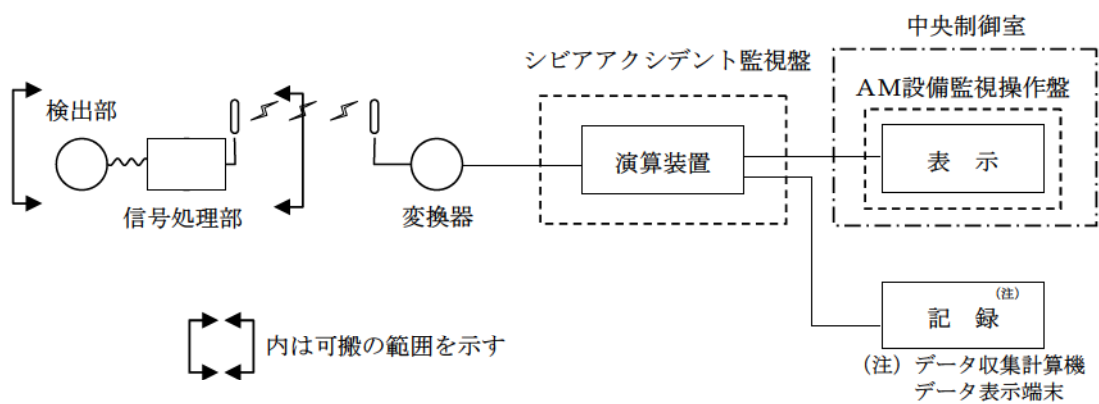 中央制御室
シビアアクシデント監視盤
AM設備監視操作盤
検出部
演算装置
表 示
信号処理部
変換器
(注)
記 録
内は可搬の範囲を示す
(注) データ収集計算機
データ表示端末